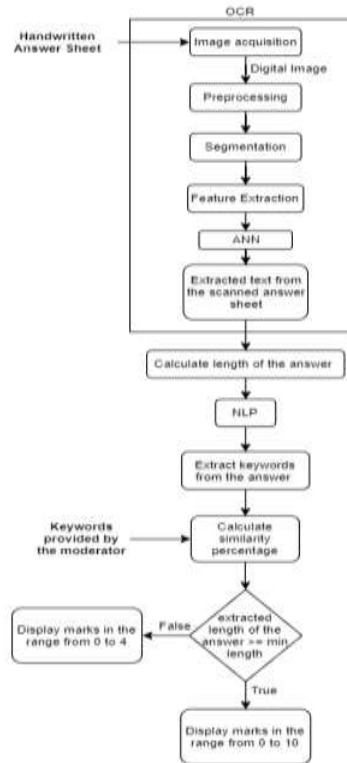 OCR
Handwritten
Answer Sheet
Image acquisition
Digital Image
Preprocessing
Segmentation
Feature Extraction
ANN
Extracted text from
the scanned answer
sheet
Calculate length of the answer
NLP
Extract keywords
from the answer
Keywords
provided by
the moderator
Calculate
similarity
percentage
extracted
length of the
answer >= min
length
False
Display marks in the
range from 0 to 4
True
Display marks in the
range from 0 to 10